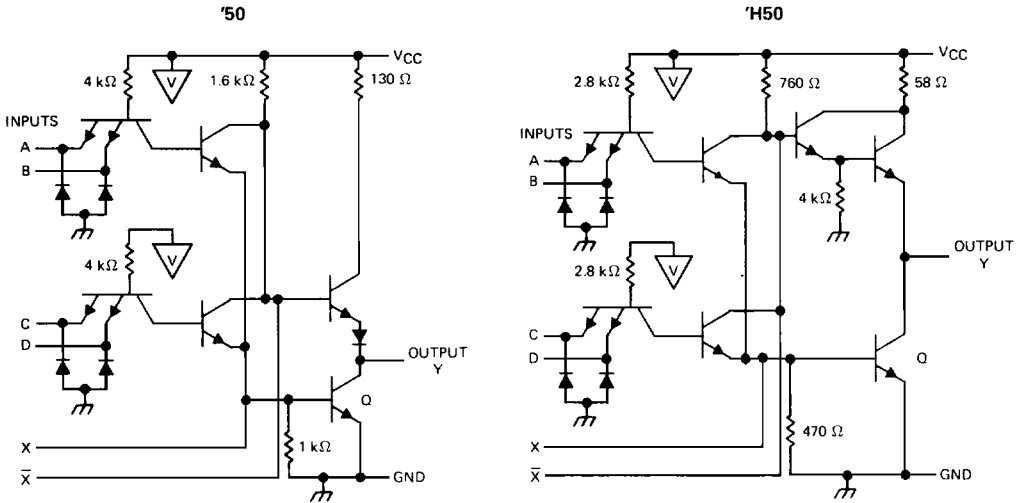 '50
VCC
4 kΩ
V
1.6 kΩ
130 Ω
INPUTS
A
B
4 kΩ
V
C
D
OUTPUT
Y
Q
1 kΩ
X
X̅
GND
'H50
VCC
2.8 kΩ
V
760 Ω
58 Ω
INPUTS
A
B
4 kΩ
2.8 kΩ
V
OUTPUT
Y
C
D
Q
470 Ω
X
X̅
GND